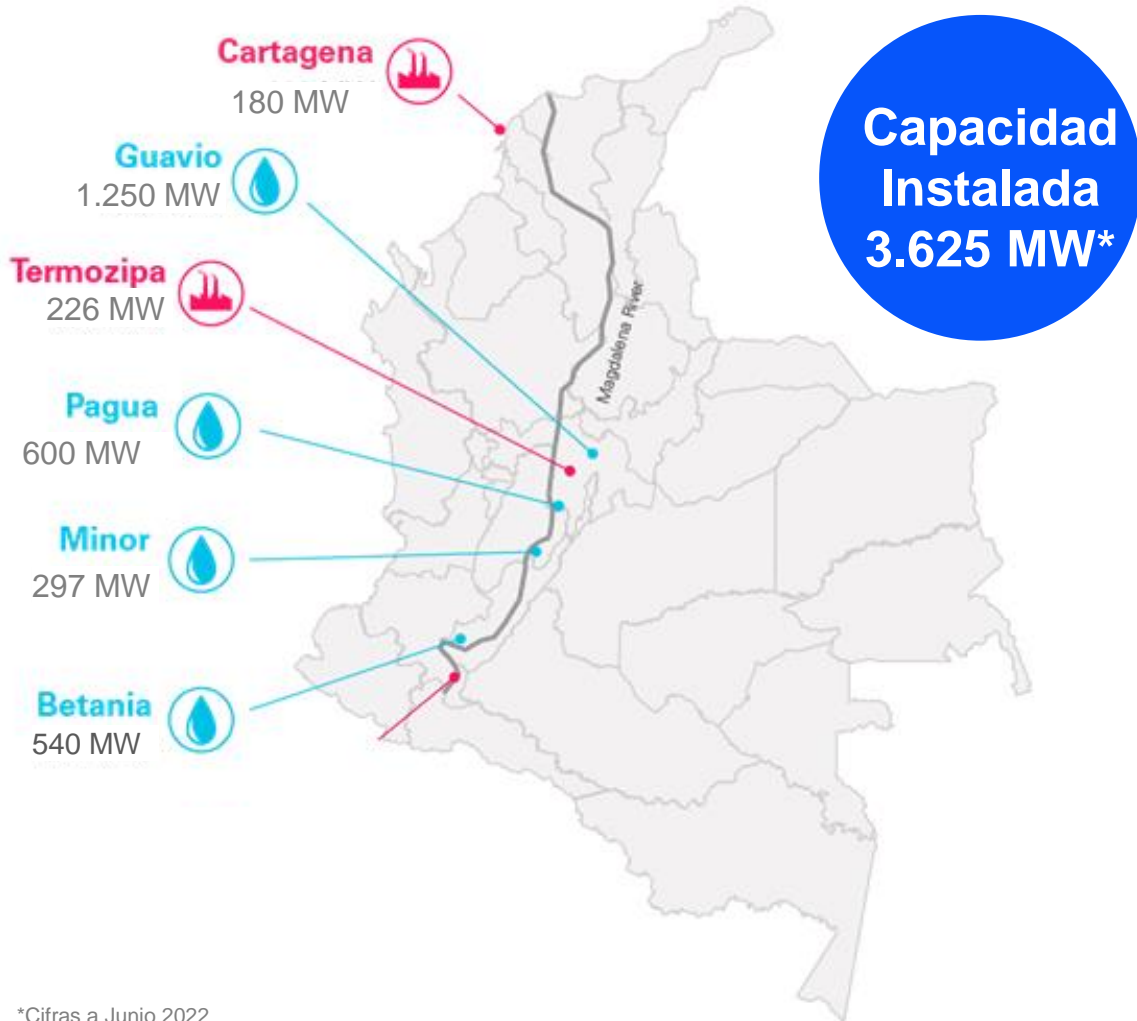 Cartagena
180 MW
Guavio
1.250 MW
Termozipa
226 MW
Pagua
600 MW
Minor
297 MW
Betania
540 MW
Magdalena River
Capacidad
Instalada
3.625 MW*
*Cifras a Junio 2022